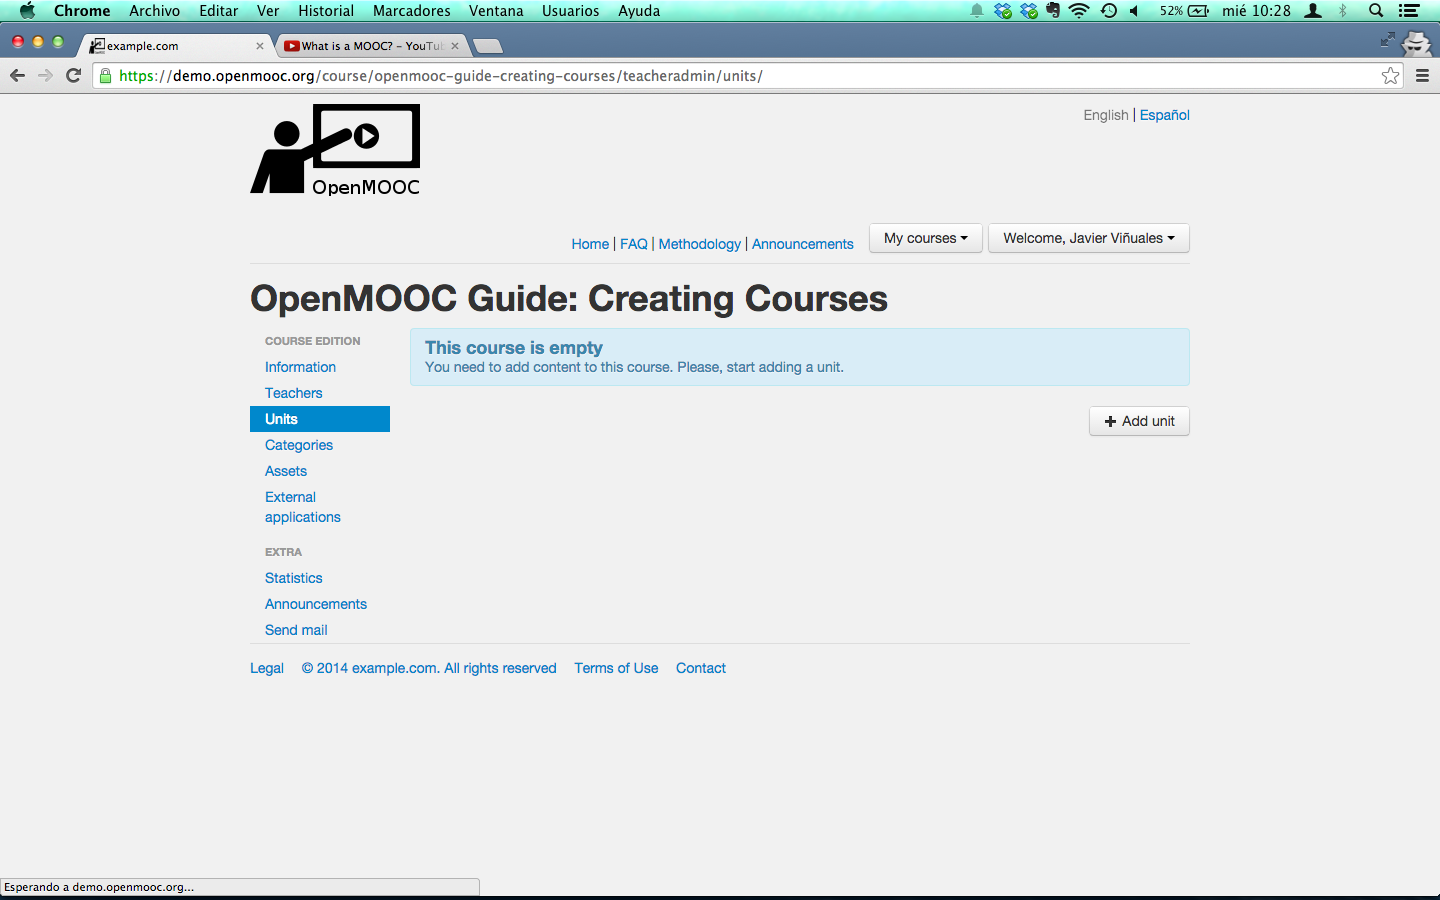 Chrome Archivo Editar Ver Historial Marcadores Ventana Usuarios Ayuda 52% mié 10:28
example.com What is a MOOC? - YouTub
https://demo.openmooc.org/course/openmooc-guide-creating-courses/teacheradmin/units/
English | Español
OpenMOOC
Home | FAQ | Methodology | Announcements My courses Welcome, Javier Viñuales
OpenMOOC Guide: Creating Courses
COURSE EDITION
Information
Teachers
Units
Categories
Assets
External
applications
EXTRA
Statistics
Announcements
Send mail
This course is empty
You need to add content to this course. Please, start adding a unit.
Add unit
Legal © 2014 example.com. All rights reserved Terms of Use Contact
Esperando a demo.openmooc.org...